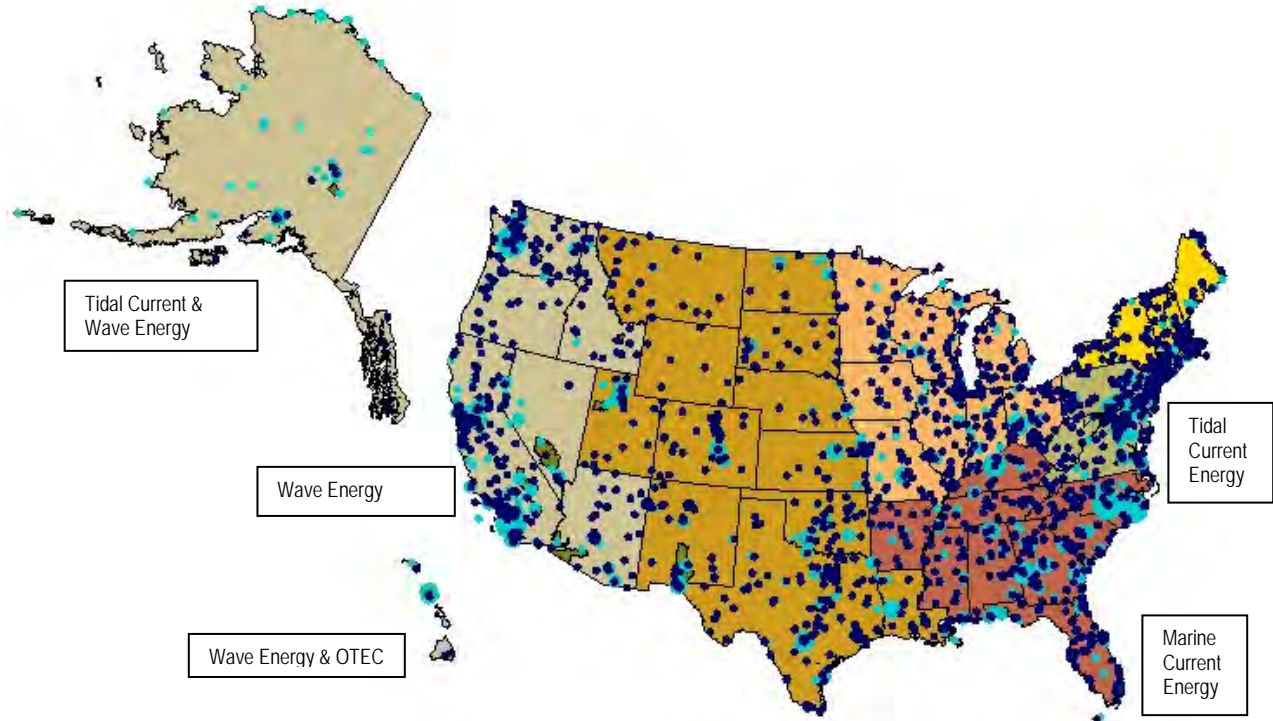 Tidal Current &
Wave Energy
Wave Energy
Wave Energy & OTEC
Tidal
Current
Energy
Marine
Current
Energy